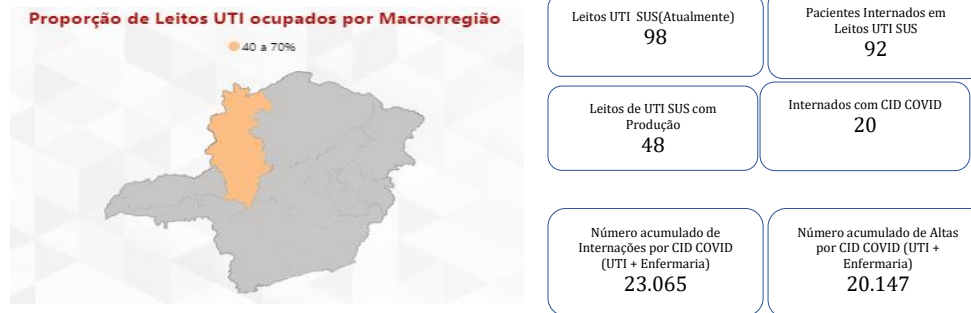 Proporção de Leitos UTI ocupados por Macrorregião
40 a 70%
Leitos UTI SUS(Atualmente)
98
Pacientes Internados em
Leitos UTI SUS
92
Leitos de UTI SUS com
Produção
48
Internados com CID COVID
20
Número acumulado de
Internações por CID COVID
(UTI + Enfermaria)
23.065
Número acumulado de Altas
por CID COVID (UTI +
Enfermaria)
20.147